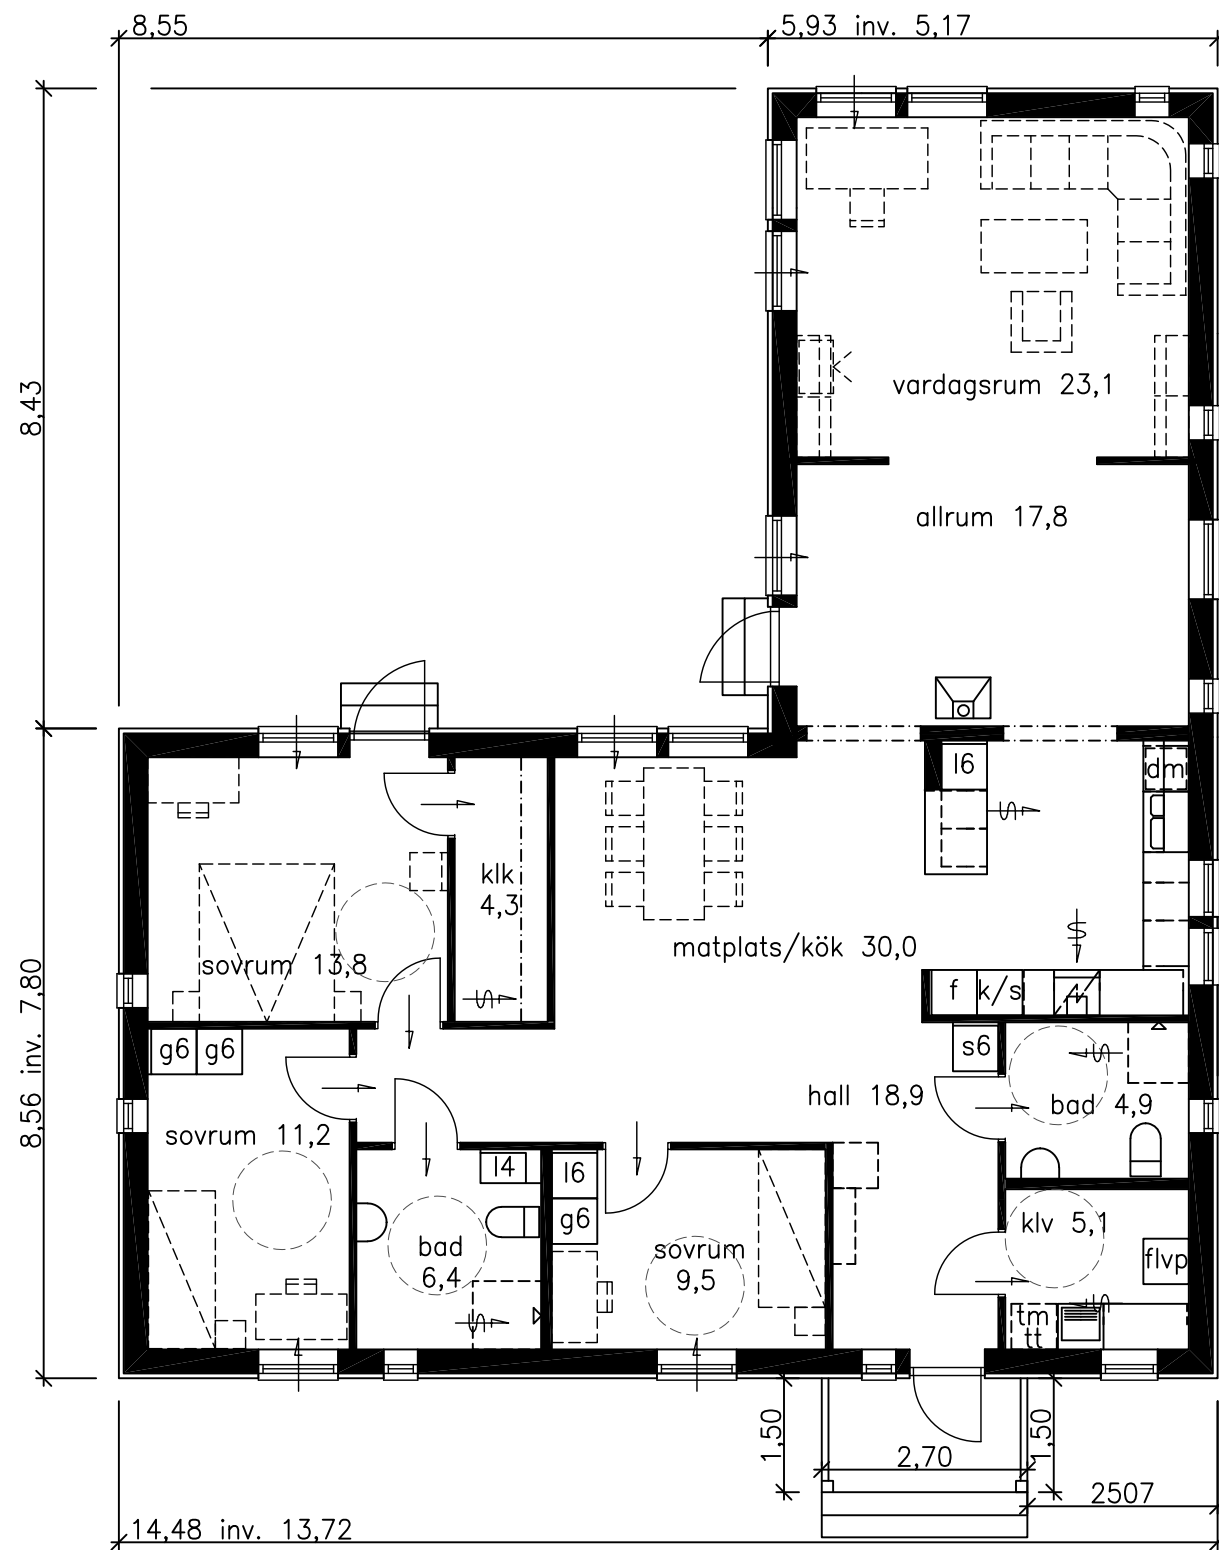 8,55
5,93 inv. 5,17
8,43
vardagsrum 23,1
allrum 17,8
l6
dm
klk
4,3
matplats/kök 30,0
sovrum 13,8
f
k/s
8,56 inv. 7,80
g6
g6
s6
hall 18,9
bad 4,9
sovrum 11,2
l4
l6
g6
klv 5,1
bad
6,4
sovrum
9,5
flvp
tm
tt
1,50
2,70
1,50
2507
14,48 inv. 13,72